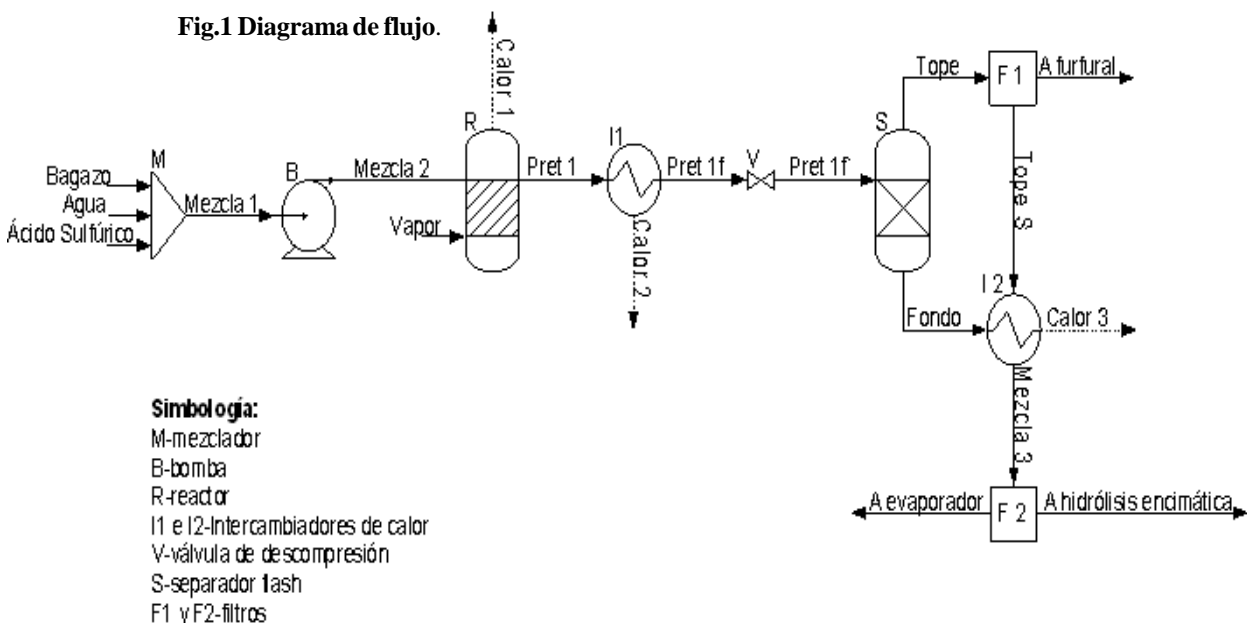 Fig.1 Diagrama de flujo.
Calor 1
Tope
F 1
A furfural
R
I1
S
M
B
Mezcla 2
Pret 1
Pret 1f
V
Pret 1f'
Tope S
Bagazo
Agua
Mezcla 1
Ácido Sulfúrico
Vapor
Calor 2
I 2
Fondo
Calor 3
Mezcla 3
Simbología:
M-mezclador
B-bomba
R-reactor
I1 e I2-Intercambiadores de calor
V-válvula de descompresión
S-separador flash
F1 y F2-filtros
A evaporador
F 2
A hidrólisis encimática